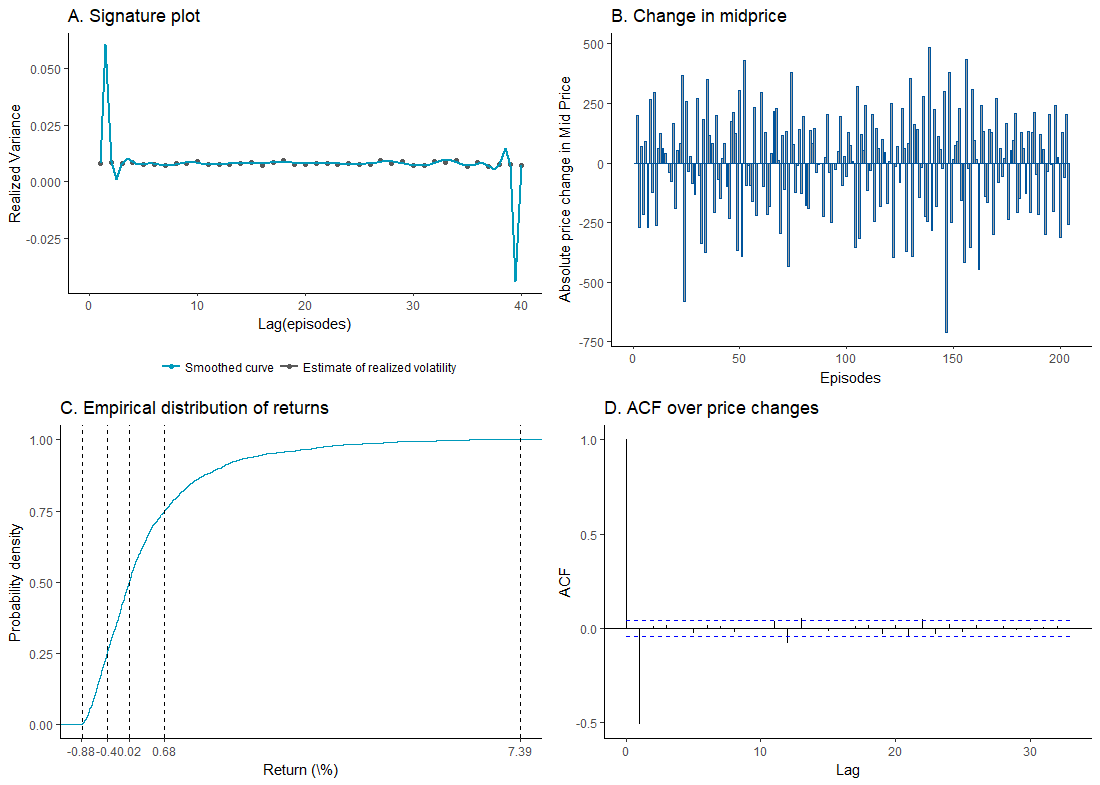 A. Signature plot
Realized Variance
0.050
0.025
0.000
-0.025
0 10 20 30 40
Lag(episodes)
Smoothed curve Estimate of realized volatility
B. Change in midprice
Absolute price change in Mid Price
500
250
0
-250
-500
-750
0 50 100 150 200
Episodes
C. Empirical distribution of returns
Probability density
1.00
0.75
0.50
0.25
0.00
-0.88-0.40.02 0.68 7.39
Return (\%)
D. ACF over price changes
ACF
1.0
0.5
0.0
-0.5
0 10 20 30
Lag